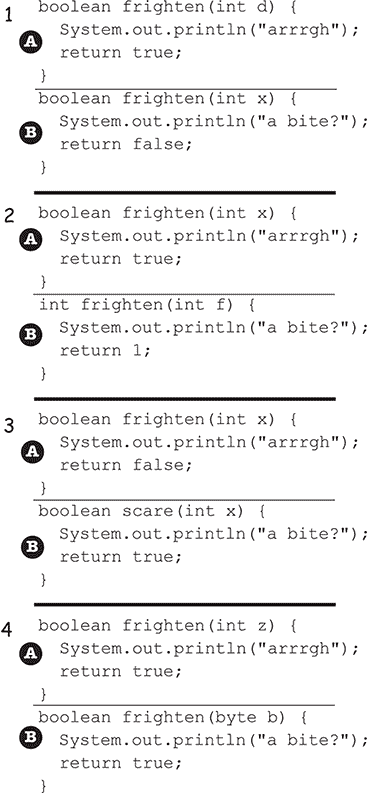 1
boolean frighten(int d) {
A
System.out.println("arrrgh");
return true;
}
boolean frighten(int x) {
B
System.out.println("a bite?");
return false;
}
2
boolean frighten(int x) {
A
System.out.println("arrrgh");
return true;
}
int frighten(int f) {
B
System.out.println("a bite?");
return 1;
}
3
boolean frighten(int x) {
A
System.out.println("arrrgh");
return false;
}
boolean scare(int x) {
B
System.out.println("a bite?");
return true;
}
4
boolean frighten(int z) {
A
System.out.println("arrrgh");
return true;
}
boolean frighten(byte b) {
B
System.out.println("a bite?");
return true;
}